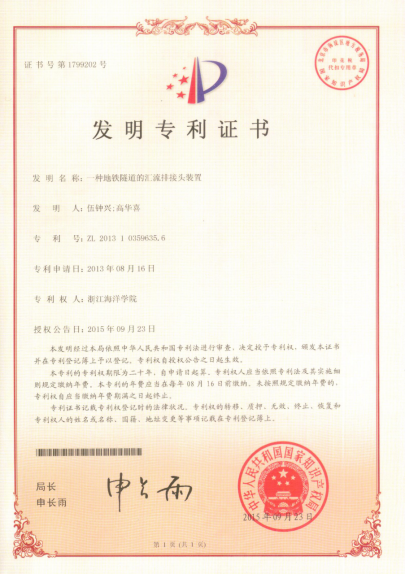 证书号第1799202号
发明专利证书
发明名称:一种地铁隧道的汇流排接头装置
发明人:伍钟兴;高华喜
专利号:ZL 2013 1 0359635.6
专利申请日:2013年08月16日
专利权人:浙江海洋学院
授权公告日:2015年09月23日
本发明经过本局依照中华人民共和国专利法进行审查,决定授予专利权,颁发本证书
并在专利登记簿上予以登记。专利权自授权公告之日起生效。
本专利的专利权期限为二十年,自申请日起算。专利权人应当依照专利法及其实施细
则规定缴纳年费。本专利的年费应当在每年08月16日前缴纳。未按照规定缴纳年费的,
专利权自应当缴纳年费期满之日起终止。
专利证书记载专利权登记时的法律状况。专利权的转移、质押、无效、终止、恢复和
专利权人的姓名或名称、国籍、地址变更等事项记载在专利登记簿上。
局长
申长雨
申长雨
中华人民共和国国家知识产权局
2015年09月23日
第1页(共1页)